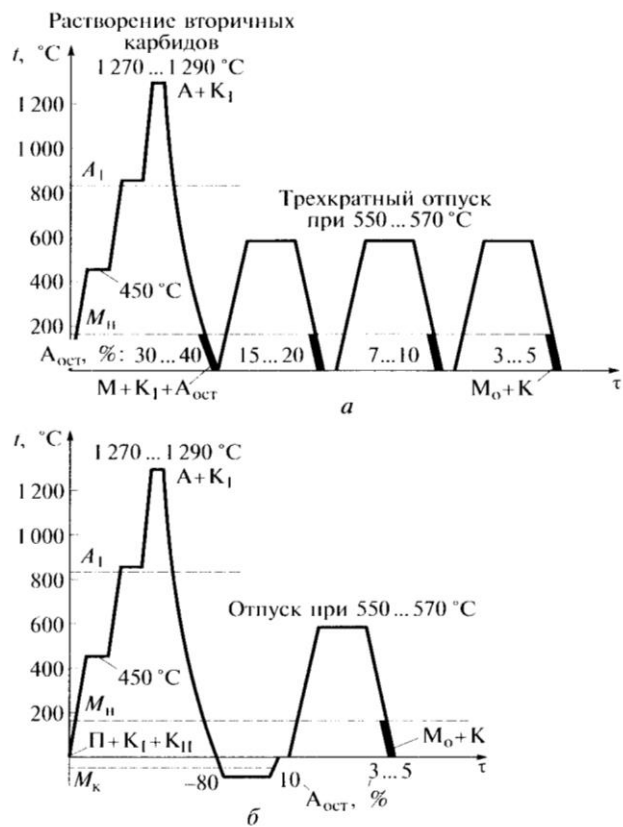 Растворение вторичных
карбидов
t, °C
1 270 ... 1 290 °C
A + K_I
1 200
1 000
A_1
800
Трехкратный отпуск
при 550 ... 570 °C
600
400
450 °C
M_н
200
A_ост, %: 30 ... 40 15 ... 20 7 ... 10 3 ... 5
M + K_I + A_ост
M_о + K
τ
а
t, °C
1 270 ... 1 290 °C
A + K_I
1 200
1 000
A_1
800
Отпуск при 550 ... 570 °C
600
400
450 °C
M_н
200
П + K_I + K_II
M_о + K
τ
M_к
−80
10
3 ... 5
A_ост, %
б